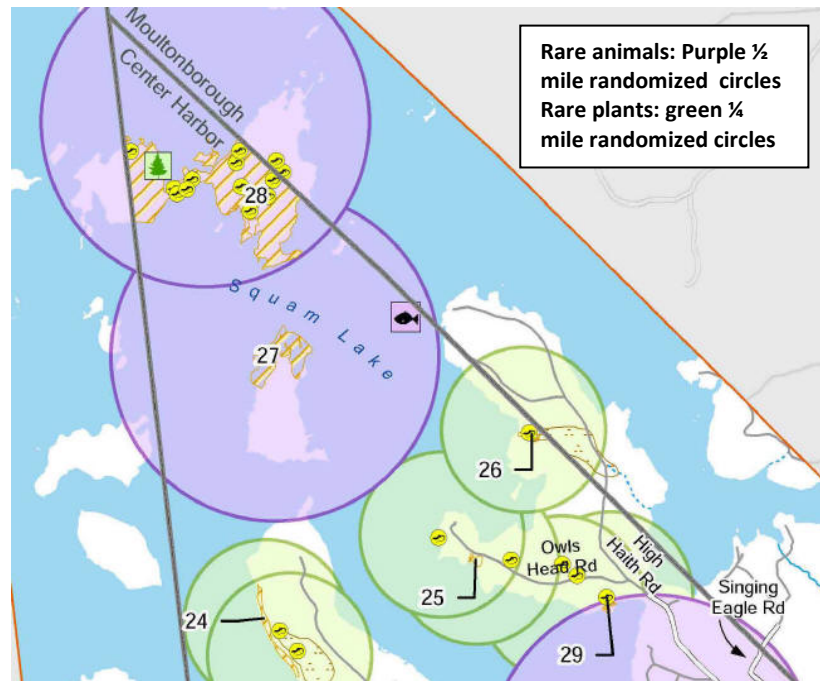 Rare animals: Purple ½
mile randomized circles
Rare plants: green ¼
mile randomized circles
Moultonborough
Center Harbor
28
Squam Lake
27
26
Owls
Head Rd
High
Haith Rd
25
Singing
Eagle Rd
24
29